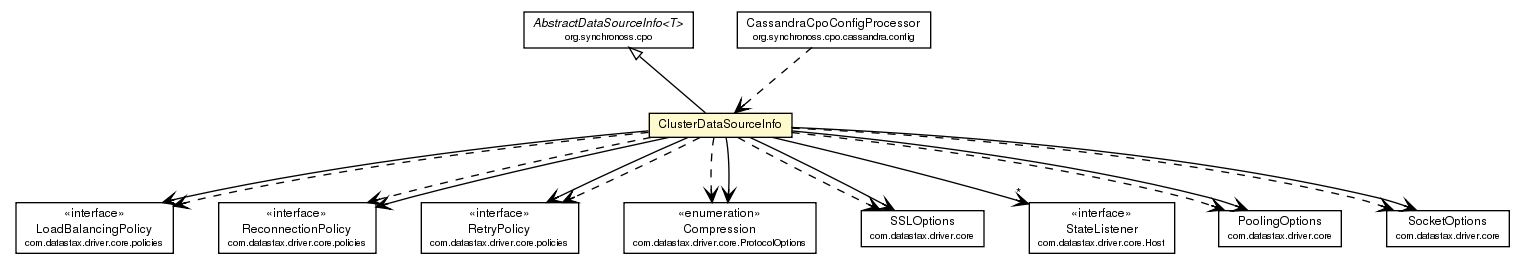 AbstractDataSourceInfo<T>
org.synchronoss.cpo
CassandraCpoConfigProcessor
org.synchronoss.cpo.cassandra.config
ClusterDataSourceInfo
*
«interface»
LoadBalancingPolicy
com.datastax.driver.core.policies
«interface»
ReconnectionPolicy
com.datastax.driver.core.policies
«interface»
RetryPolicy
com.datastax.driver.core.policies
«enumeration»
Compression
com.datastax.driver.core.ProtocolOptions
SSLOptions
com.datastax.driver.core
«interface»
StateListener
com.datastax.driver.core.Host
PoolingOptions
com.datastax.driver.core
SocketOptions
com.datastax.driver.core